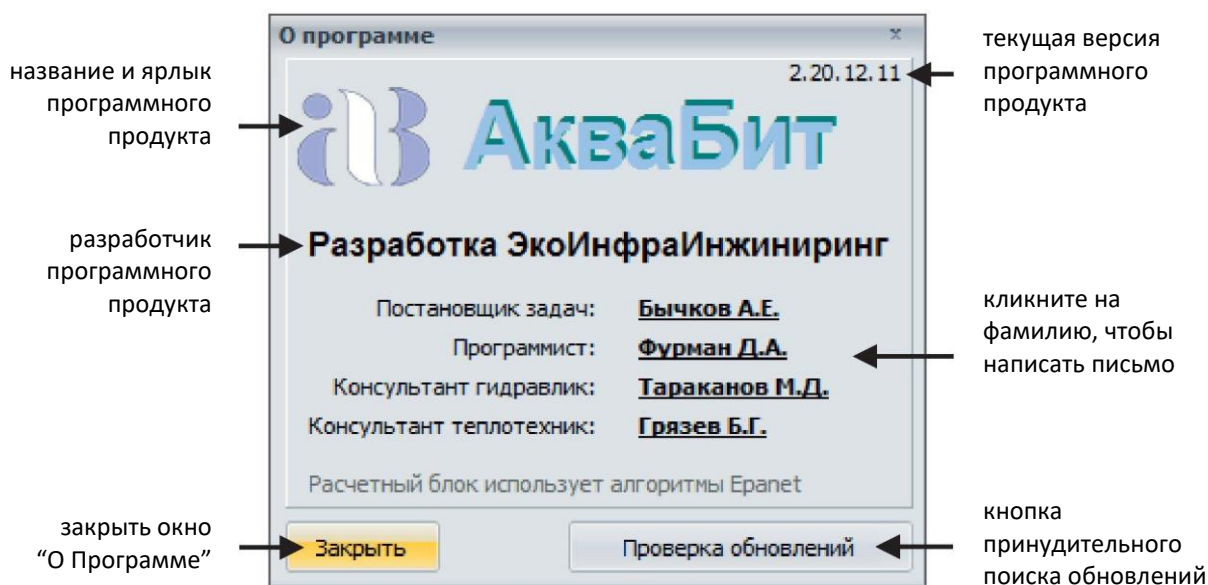 О программе
x
текущая версия
программного
продукта
название и ярлык
программного
продукта
2.20.12.11
АкваБит
разработчик
программного
продукта
Разработка ЭкоИнфраИнжиниринг
Постановщик задач: Бычков А.Е.
Программист: Фурман Д.А.
Консультант гидравлик: Тараканов М.Д.
Консультант теплотехник: Грязев Б.Г.
кликните на
фамилию, чтобы
написать письмо
Расчетный блок использует алгоритмы Epanet
закрыть окно
“О Программе”
Закрыть
Проверка обновлений
кнопка
принудительного
поиска обновлений